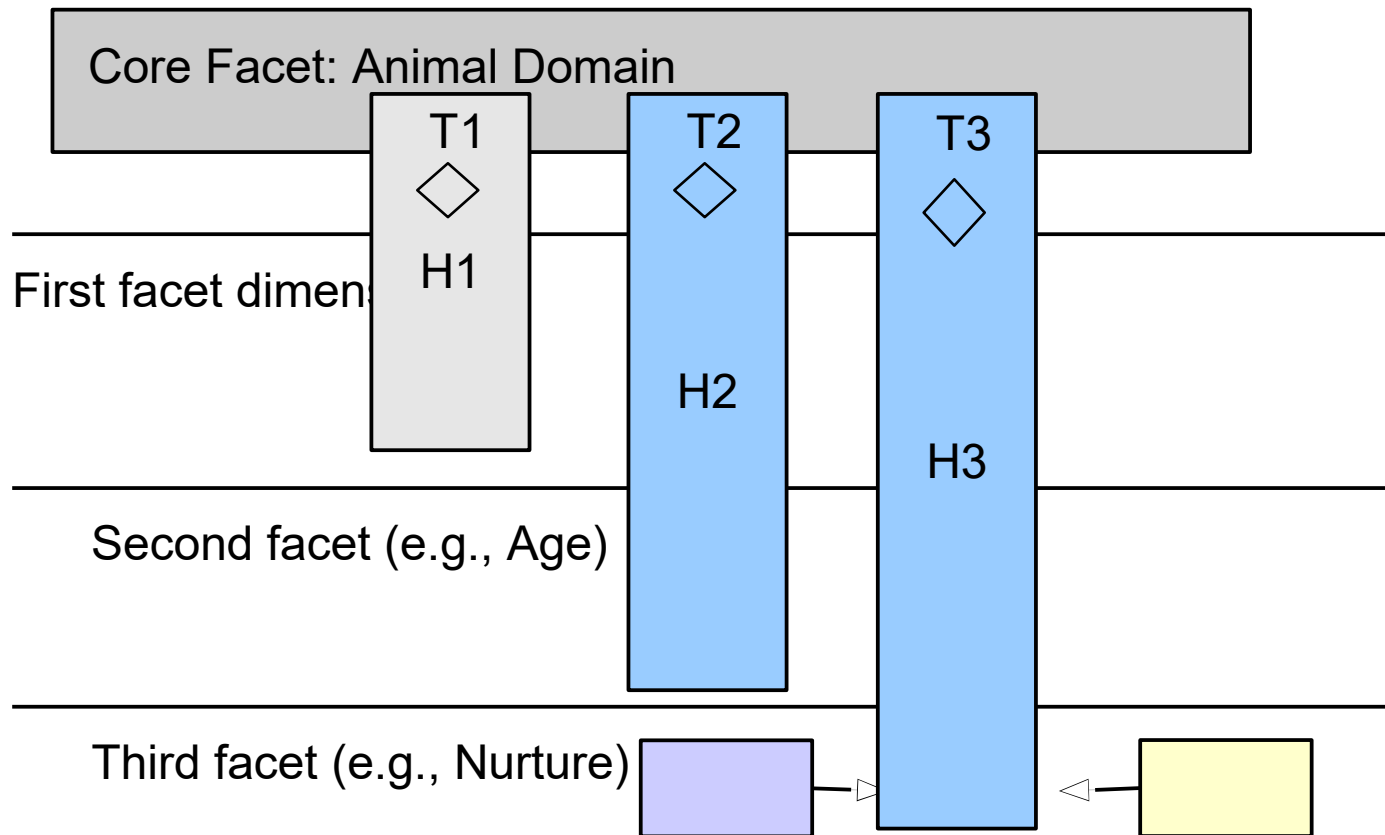 Core Facet: Animal Domain
T1
T2
T3
First facet dimens
H1
H2
H3
Second facet (e.g., Age)
Third facet (e.g., Nurture)